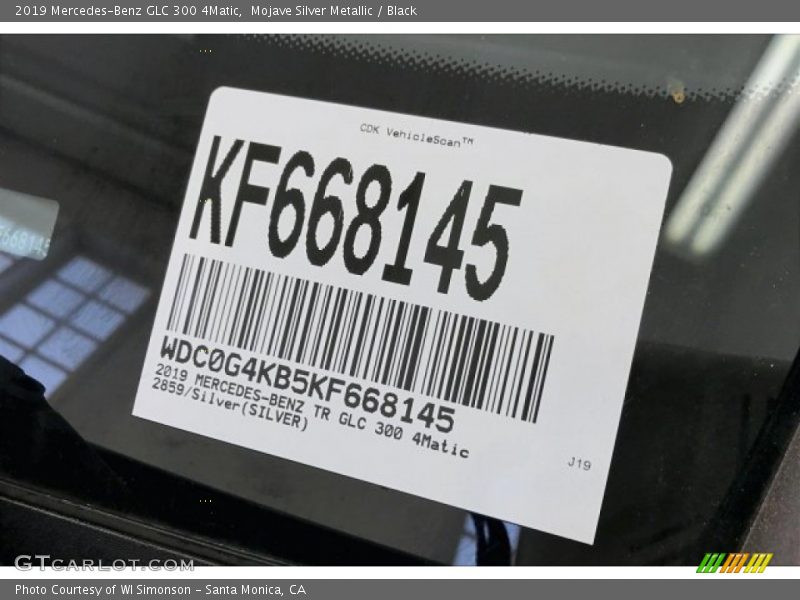 2019 Mercedes-Benz GLC 300 4Matic,  Mojave Silver Metallic / Black
CDK VehicleScan™
KF668145
WDC0G4KB5KF668145
2019 MERCEDES-BENZ TR GLC 300 4Matic
2859/Silver(SILVER)
J19
GTcarlot.com
Photo Courtesy of WI Simonson - Santa Monica, CA